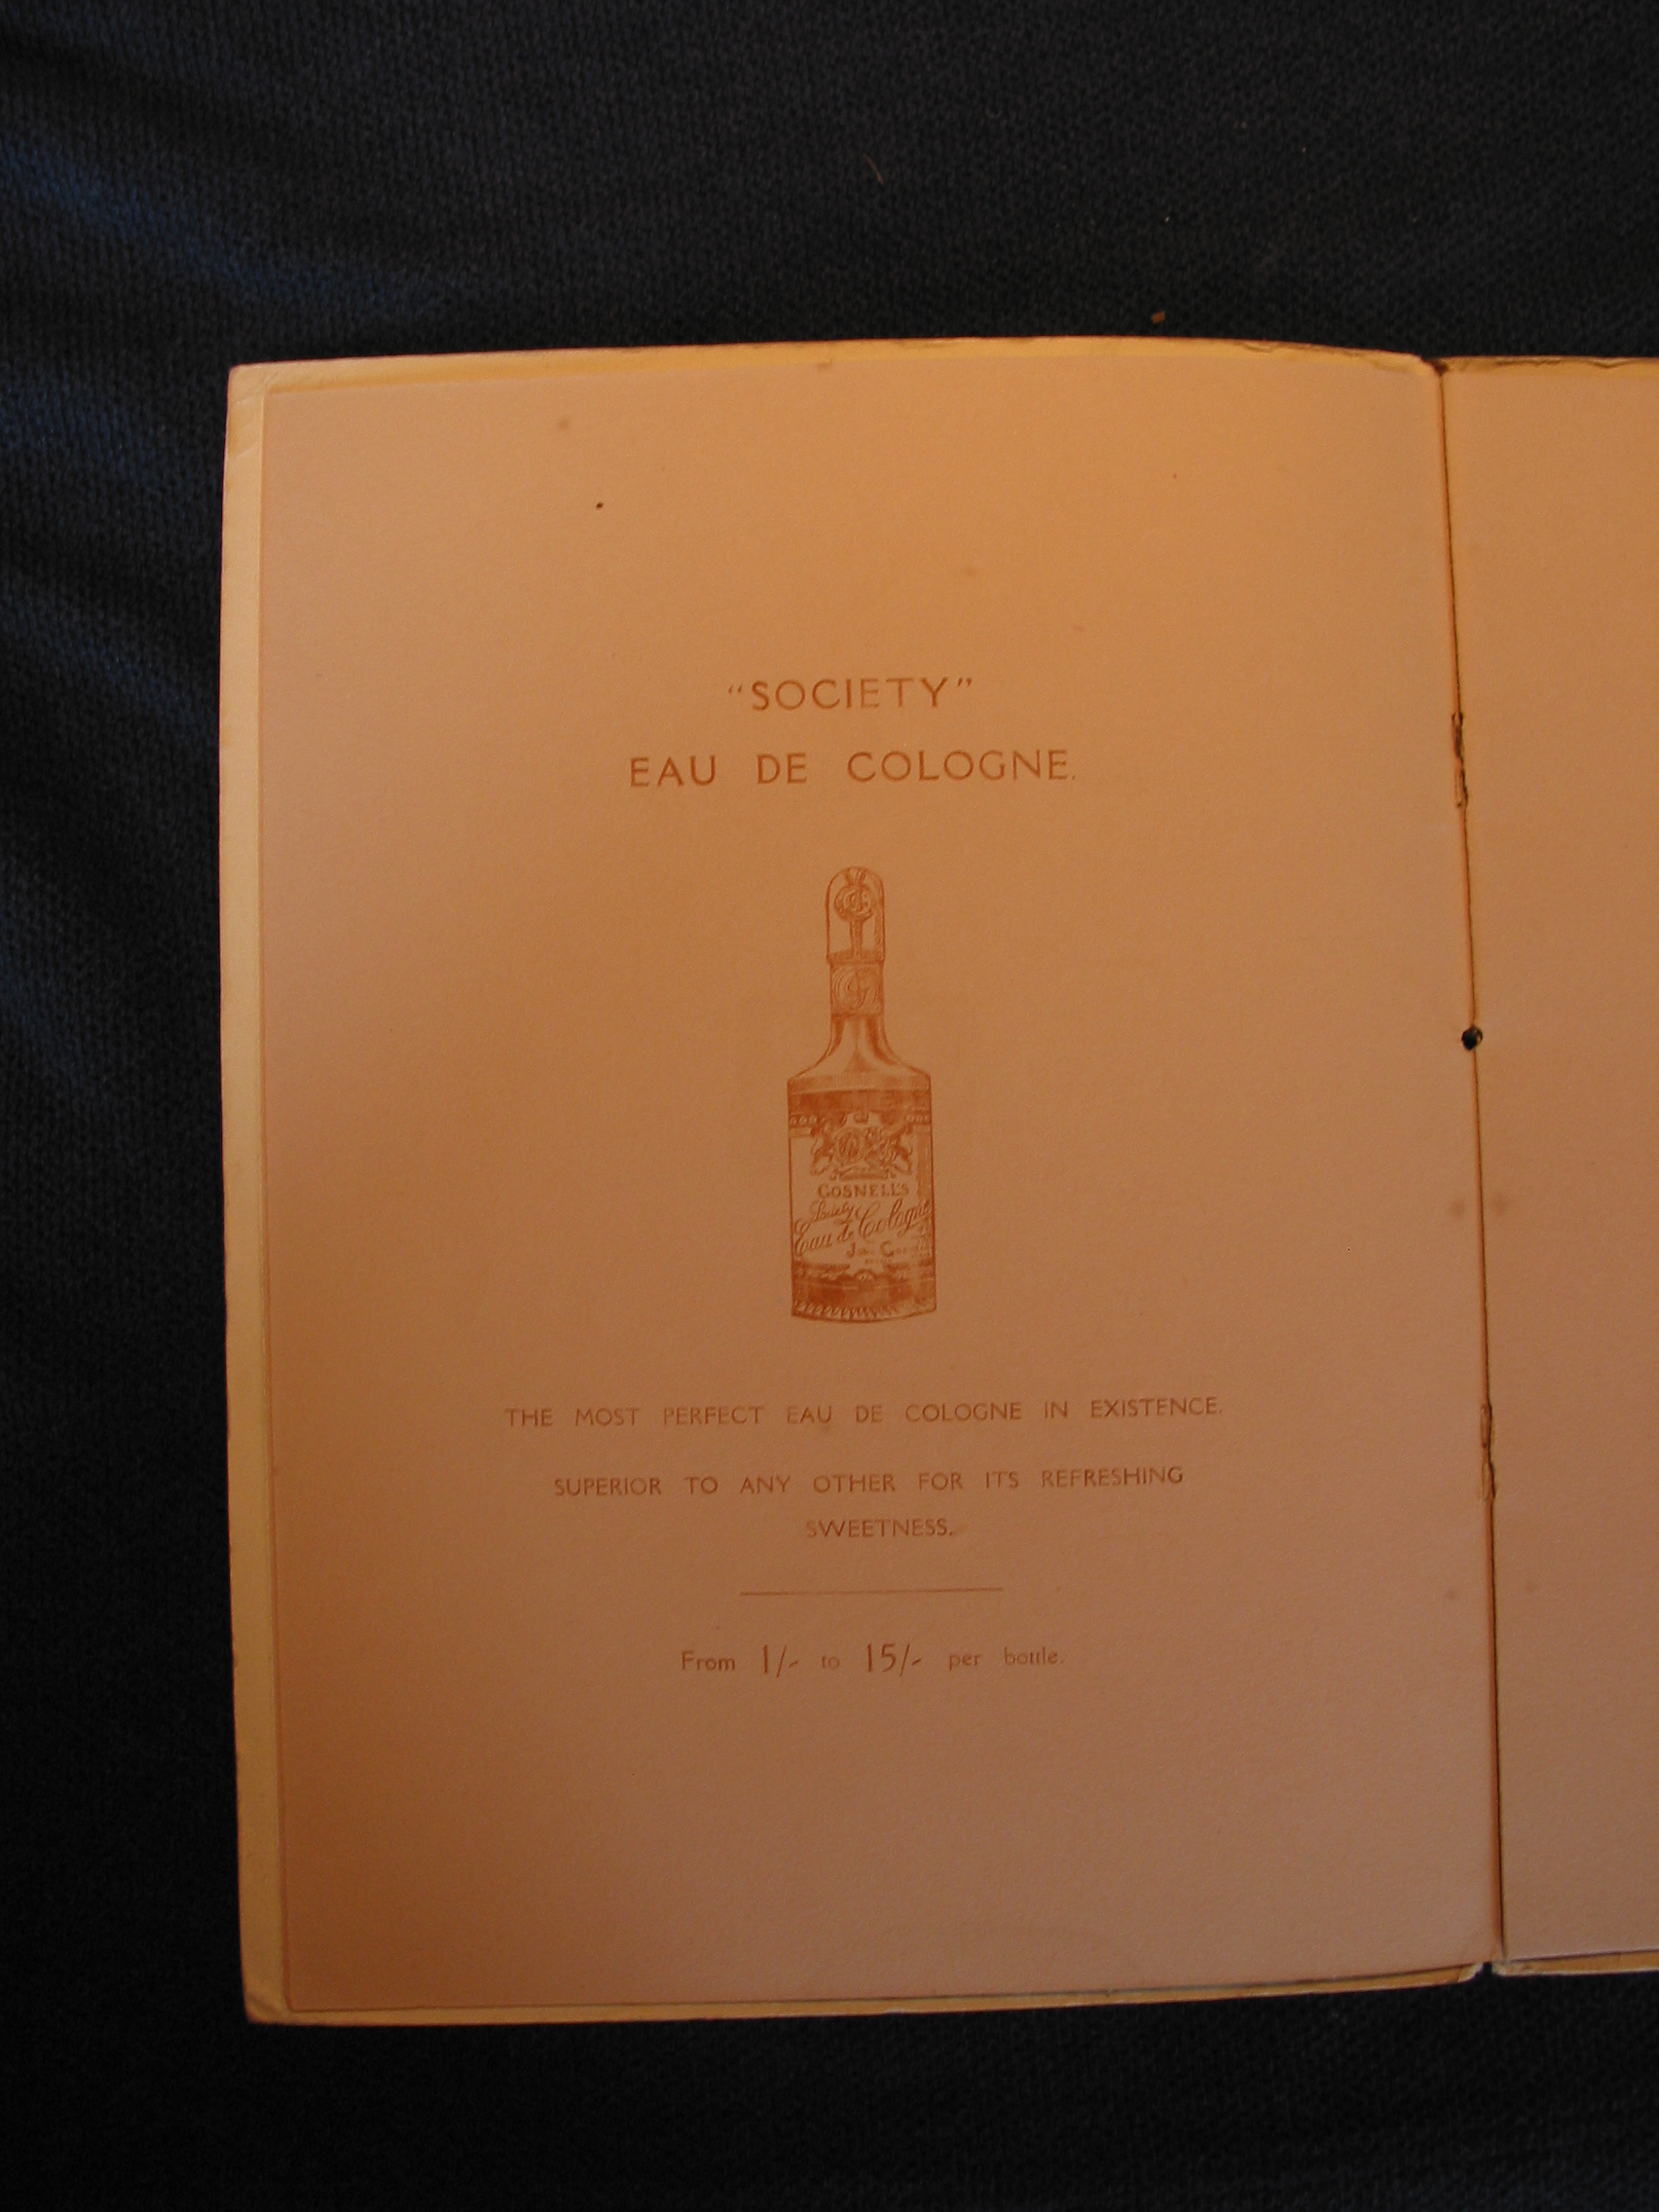 “SOCIETY”
EAU DE COLOGNE.
GOSNELL'S
Society
Eau de Cologne
THE MOST PERFECT EAU DE COLOGNE IN EXISTENCE.
SUPERIOR TO ANY OTHER FOR ITS REFRESHING
SWEETNESS.
From 1/- to 15/- per bottle.